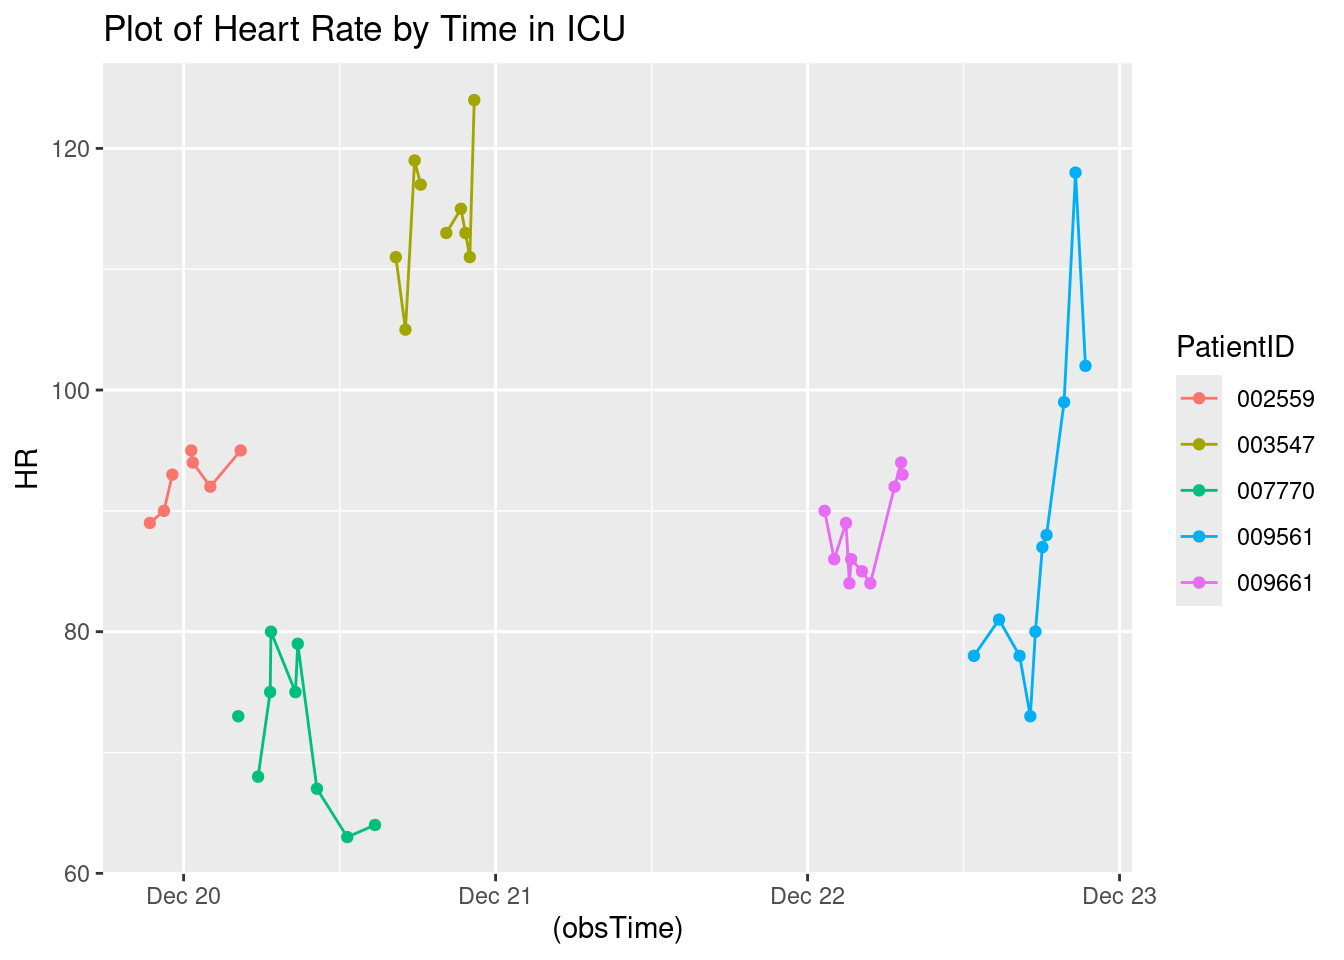 Plot of Heart Rate by Time in ICU
120
100
80
60
HR
Dec 20
Dec 21
Dec 22
Dec 23
(obsTime)
PatientID
002559
003547
007770
009561
009661